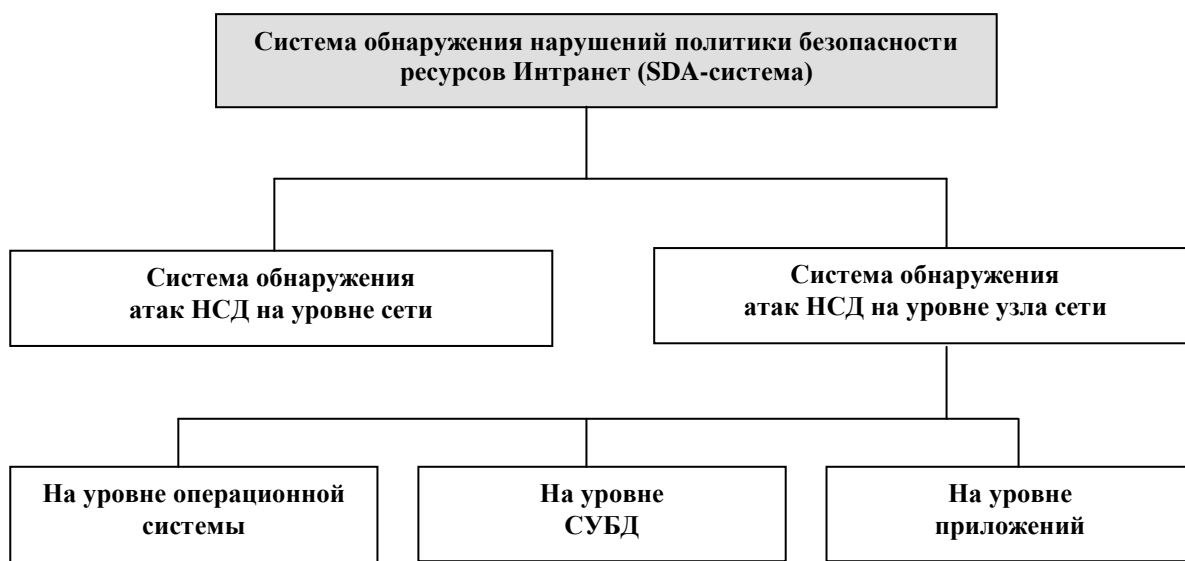 Система обнаружения нарушений политики безопасности
ресурсов Интранет (SDA-система)
Система обнаружения
атак НСД на уровне сети
Система обнаружения
атак НСД на уровне узла сети
На уровне операционной
системы
На уровне
СУБД
На уровне
приложений